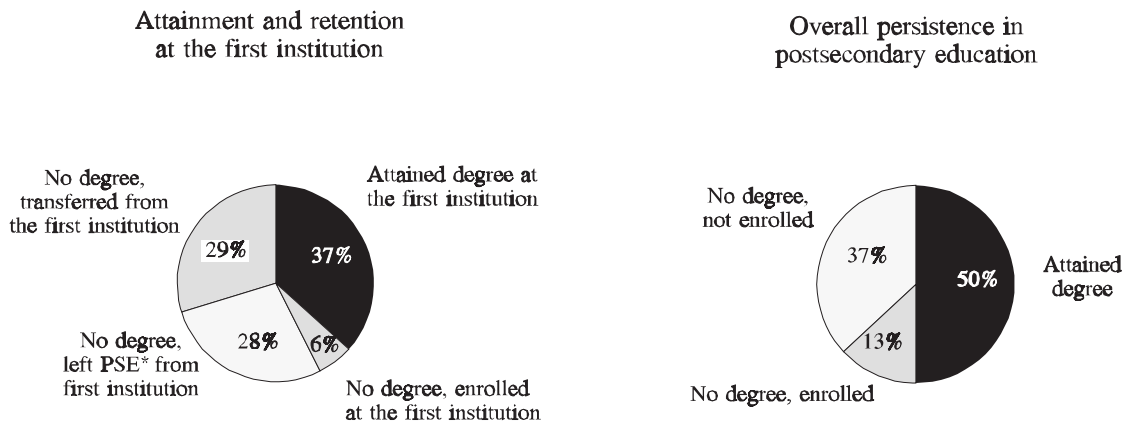 Attainment and retention
at the first institution
No degree,
transferred from
the first institution
Attained degree at
the first institution
29%
37%
28%
6%
No degree,
left PSE* from
first institution
No degree, enrolled
at the first institution
Overall persistence in
postsecondary education
No degree,
not enrolled
37%
50%
Attained
degree
13%
No degree, enrolled